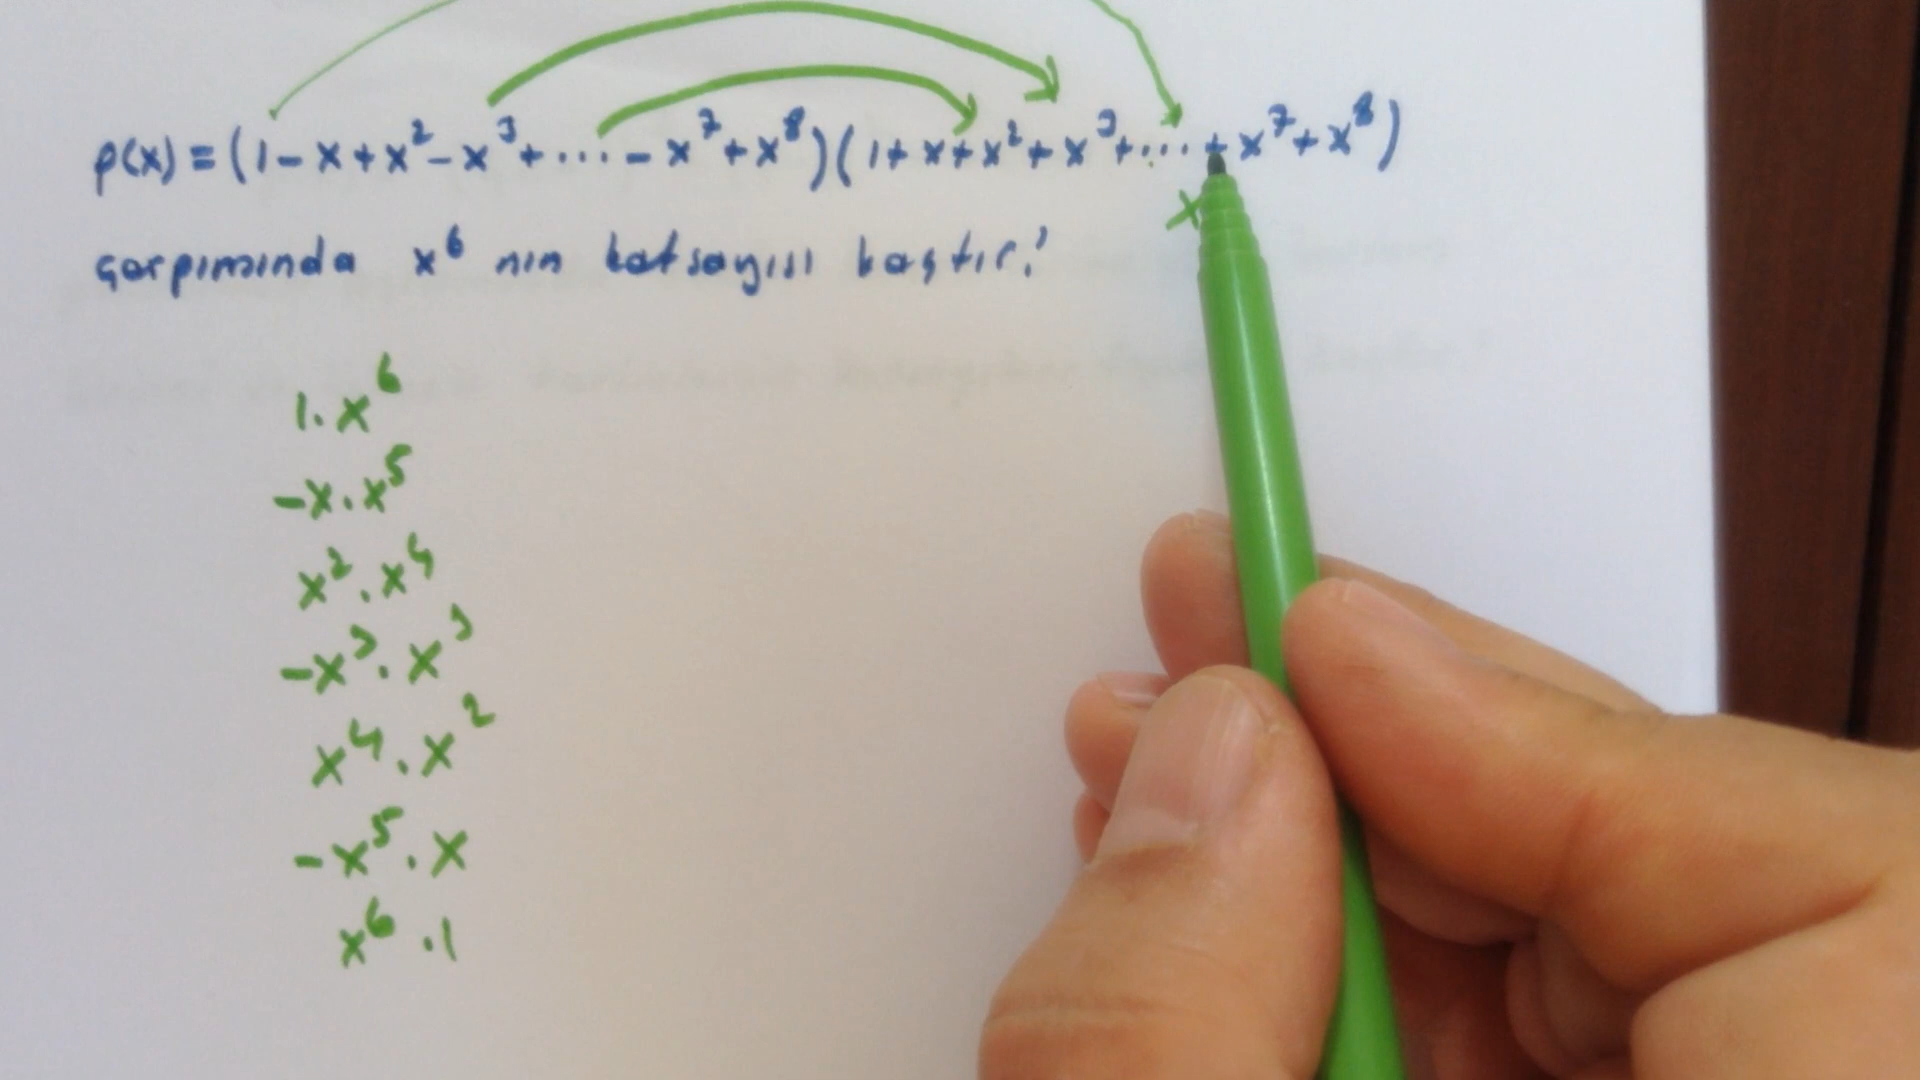 p(x) = (1 - x + x² - x³ + ... - x⁷ + x⁸)(1 + x + x² + x³ + ... + x⁷ + x⁸)
x
çarpımında x⁶ nın katsayısı kaçtır?
1.x⁶
-x.x⁵
x².x⁴
-x³.x³
x⁴.x²
-x⁵.x
x⁶.1